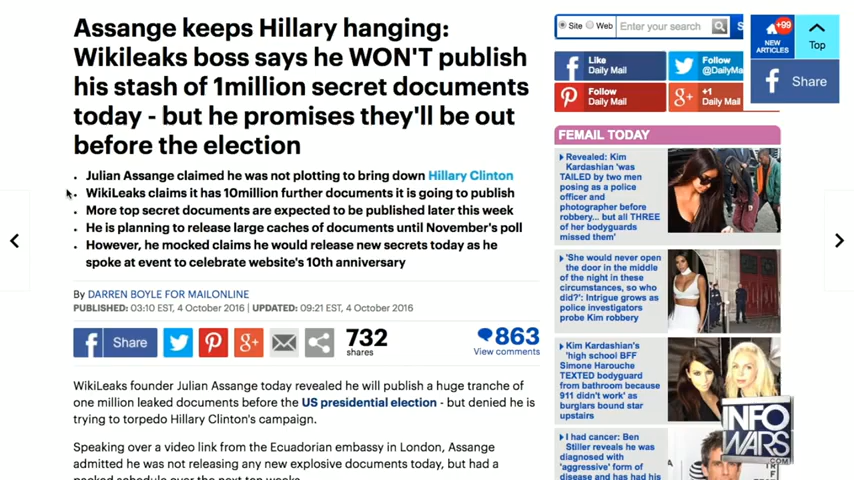 Assange keeps Hillary hanging:
Wikileaks boss says he WON'T publish
his stash of 1million secret documents
today - but he promises they'll be out
before the election
Julian Assange claimed he was not plotting to bring down Hillary Clinton
WikiLeaks claims it has 10million further documents it is going to publish
More top secret documents are expected to be published later this week
He is planning to release large caches of documents until November's poll
However, he mocked claims he would release new secrets today as he
spoke at event to celebrate website's 10th anniversary
By DARREN BOYLE FOR MAILONLINE
PUBLISHED: 03:10 EST, 4 October 2016 | UPDATED: 09:21 EST, 4 October 2016
Share
732
shares
863
View comments
WikiLeaks founder Julian Assange today revealed he will publish a huge tranche of
one million leaked documents before the US presidential election - but denied he is
trying to torpedo Hillary Clinton's campaign.
Speaking over a video link from the Ecuadorian embassy in London, Assange
admitted he was not releasing any new explosive documents today, but had a
packed schedule over the next ten weeks
Site Web Enter your search
+99
NEW
ARTICLES
Top
Share
Like
Daily Mail
Follow
@DailyMa
Follow
Daily Mail
+1
Daily Mail
FEMAIL TODAY
Revealed: Kim
Kardashian 'was
TAILED by two men
posing as a police
officer and
photographer before
robbery... but all THREE
of her bodyguards
missed them'
'She would never open
the door in the middle
of the night in these
circumstances, so who
did?': Intrigue grows as
police investigators
probe Kim robbery
Kim Kardashian's
'high school BFF
Simone Harouche
TEXTED bodyguard
from bathroom because
911 didn't work' as
burglars bound star
upstairs
I had cancer: Ben
Stiller reveals he was
diagnosed with
'aggressive' form of
disease and has had his
INFO
WARS
.COM